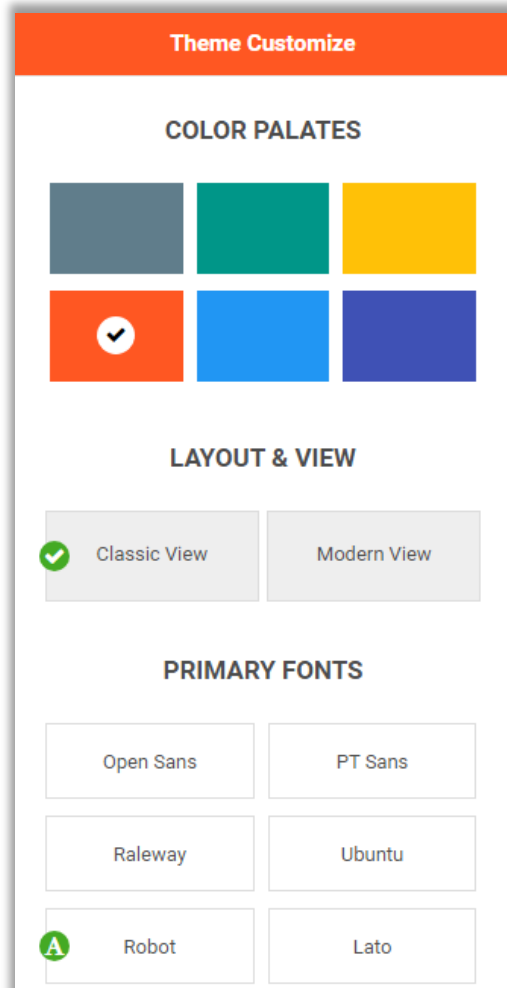 Theme Customize
COLOR PALATES
LAYOUT & VIEW
Classic View
Modern View
PRIMARY FONTS
Open Sans
PT Sans
Raleway
Ubuntu
A
Robot
Lato